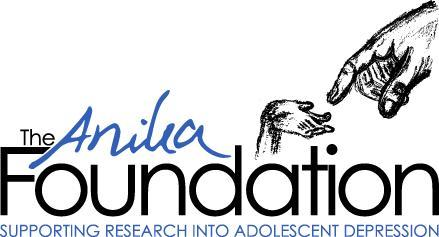 The Anika
Foundation
SUPPORTING RESEARCH INTO ADOLESCENT DEPRESSION